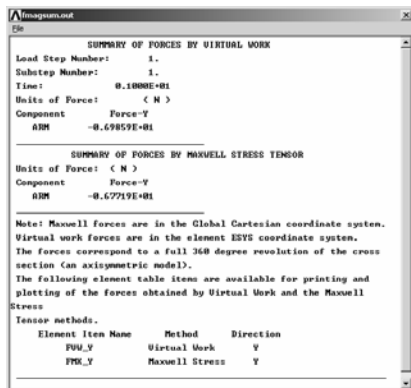 fmagsum.out
File
SUMMARY OF FORCES BY VIRTUAL WORK
Load Step Number: 1.
Substep Number: 1.
Time: 0.1000E+01
Units of Force: ( N )
Component Force-Y
ARM -0.69859E+01
SUMMARY OF FORCES BY MAXWELL STRESS TENSOR
Units of Force: ( N )
Component Force-Y
ARM -0.67719E+01
Note: Maxwell forces are in the Global Cartesian coordinate system.
Virtual work forces are in the element ESYS coordinate system.
The forces correspond to a full 360 degree revolution of the cross
section (an axisymmetric model).
The following element table items are available for printing and
plotting of the forces obtained by Virtual Work and the Maxwell
Stress
Tensor methods.
Element Item Name Method Direction
FVW_Y Virtual Work Y
FMX_Y Maxwell Stress Y